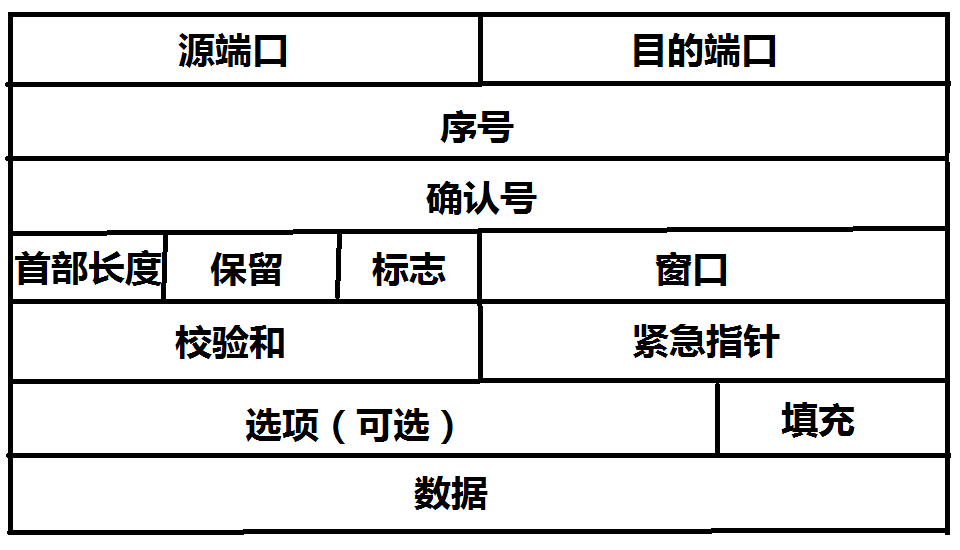 源端口 目的端口
序号
确认号
首部长度 保留 标志 窗口
校验和 紧急指针
选项（可选） 填充
数据